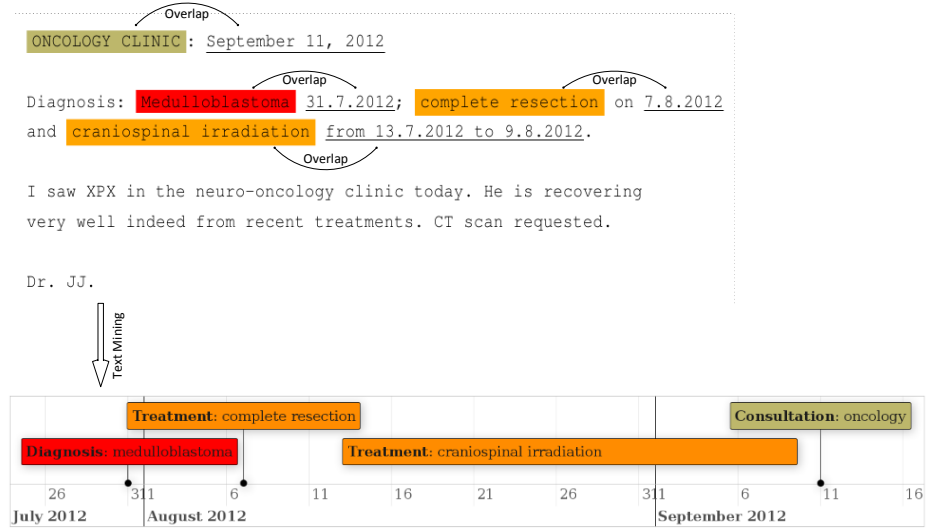 Overlap
ONCOLOGY CLINIC: September 11, 2012
Overlap
Overlap
Diagnosis: Medulloblastoma 31.7.2012; complete resection on 7.8.2012
and craniospinal irradiation from 13.7.2012 to 9.8.2012.
Overlap
I saw XPX in the neuro-oncology clinic today. He is recovering
very well indeed from recent treatments. CT scan requested.
Dr. JJ.
Text Mining
Treatment: complete resection
Consultation: oncology
Diagnosis: medulloblastoma
Treatment: craniospinal irradiation
26 31 1 6 11 16 21 26 31 1 6 11 16
July 2012 August 2012 September 2012